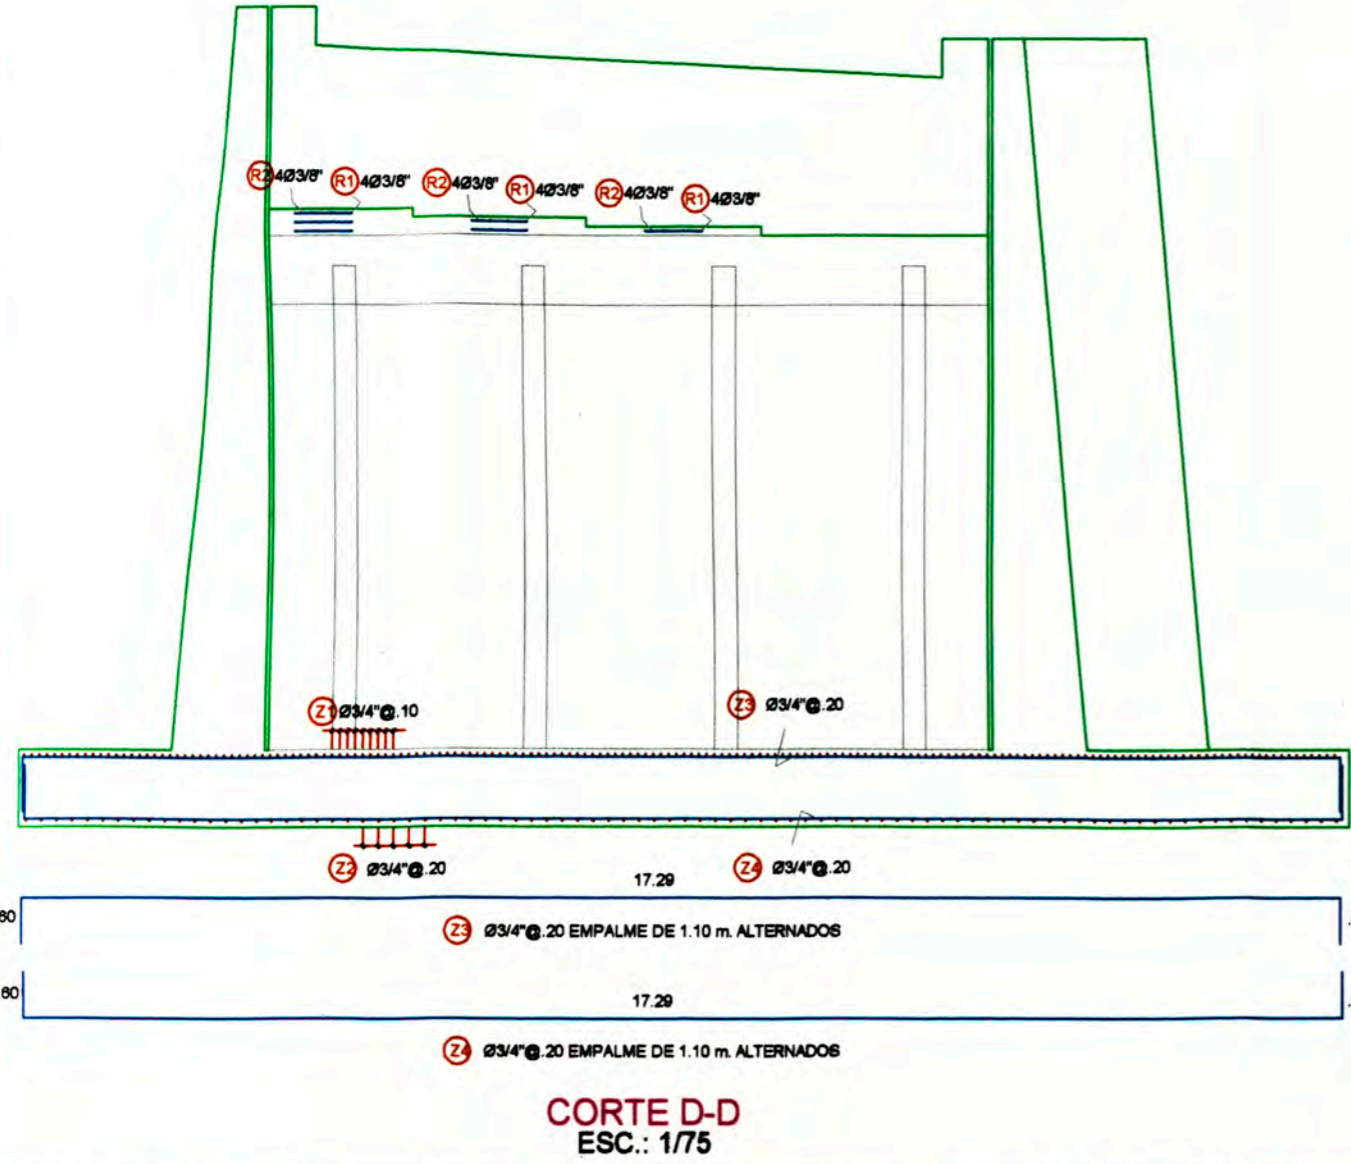 R2 4Ø3/8" R1 4Ø3/8" R2 4Ø3/8" R1 4Ø3/8" R2 4Ø3/8" R1 4Ø3/8"
Z1 Ø3/4"@.10
Z3 Ø3/4"@.20
Z2 Ø3/4"@.20
Z4 Ø3/4"@.20
17.29
60
Z3 Ø3/4"@.20 EMPALME DE 1.10 m. ALTERNADOS
60
17.29
Z4 Ø3/4"@.20 EMPALME DE 1.10 m. ALTERNADOS
CORTE D-D
ESC.: 1/75